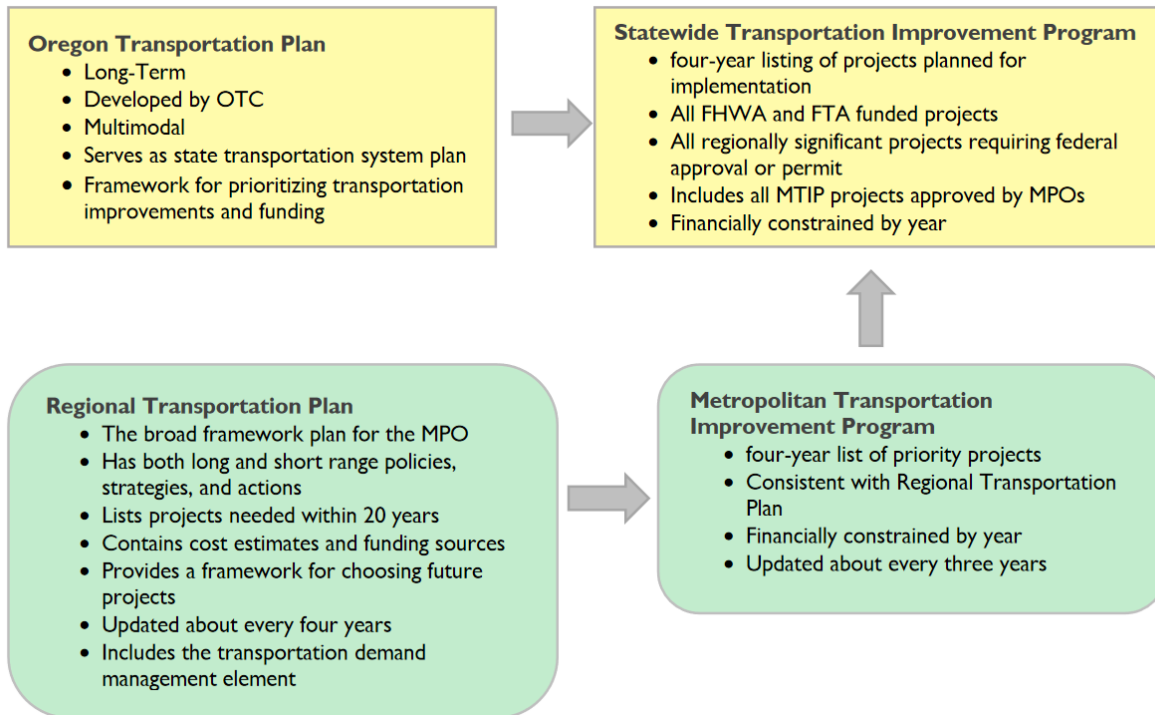 Oregon Transportation Plan
• Long-Term
• Developed by OTC
• Multimodal
• Serves as state transportation system plan
• Framework for prioritizing transportation
improvements and funding
Statewide Transportation Improvement Program
• four-year listing of projects planned for
implementation
• All FHWA and FTA funded projects
• All regionally significant projects requiring federal
approval or permit
• Includes all MTIP projects approved by MPOs
• Financially constrained by year
Regional Transportation Plan
• The broad framework plan for the MPO
• Has both long and short range policies,
strategies, and actions
• Lists projects needed within 20 years
• Contains cost estimates and funding sources
• Provides a framework for choosing future
projects
• Updated about every four years
• Includes the transportation demand
management element
Metropolitan Transportation
Improvement Program
• four-year list of priority projects
• Consistent with Regional Transportation
Plan
• Financially constrained by year
• Updated about every three years